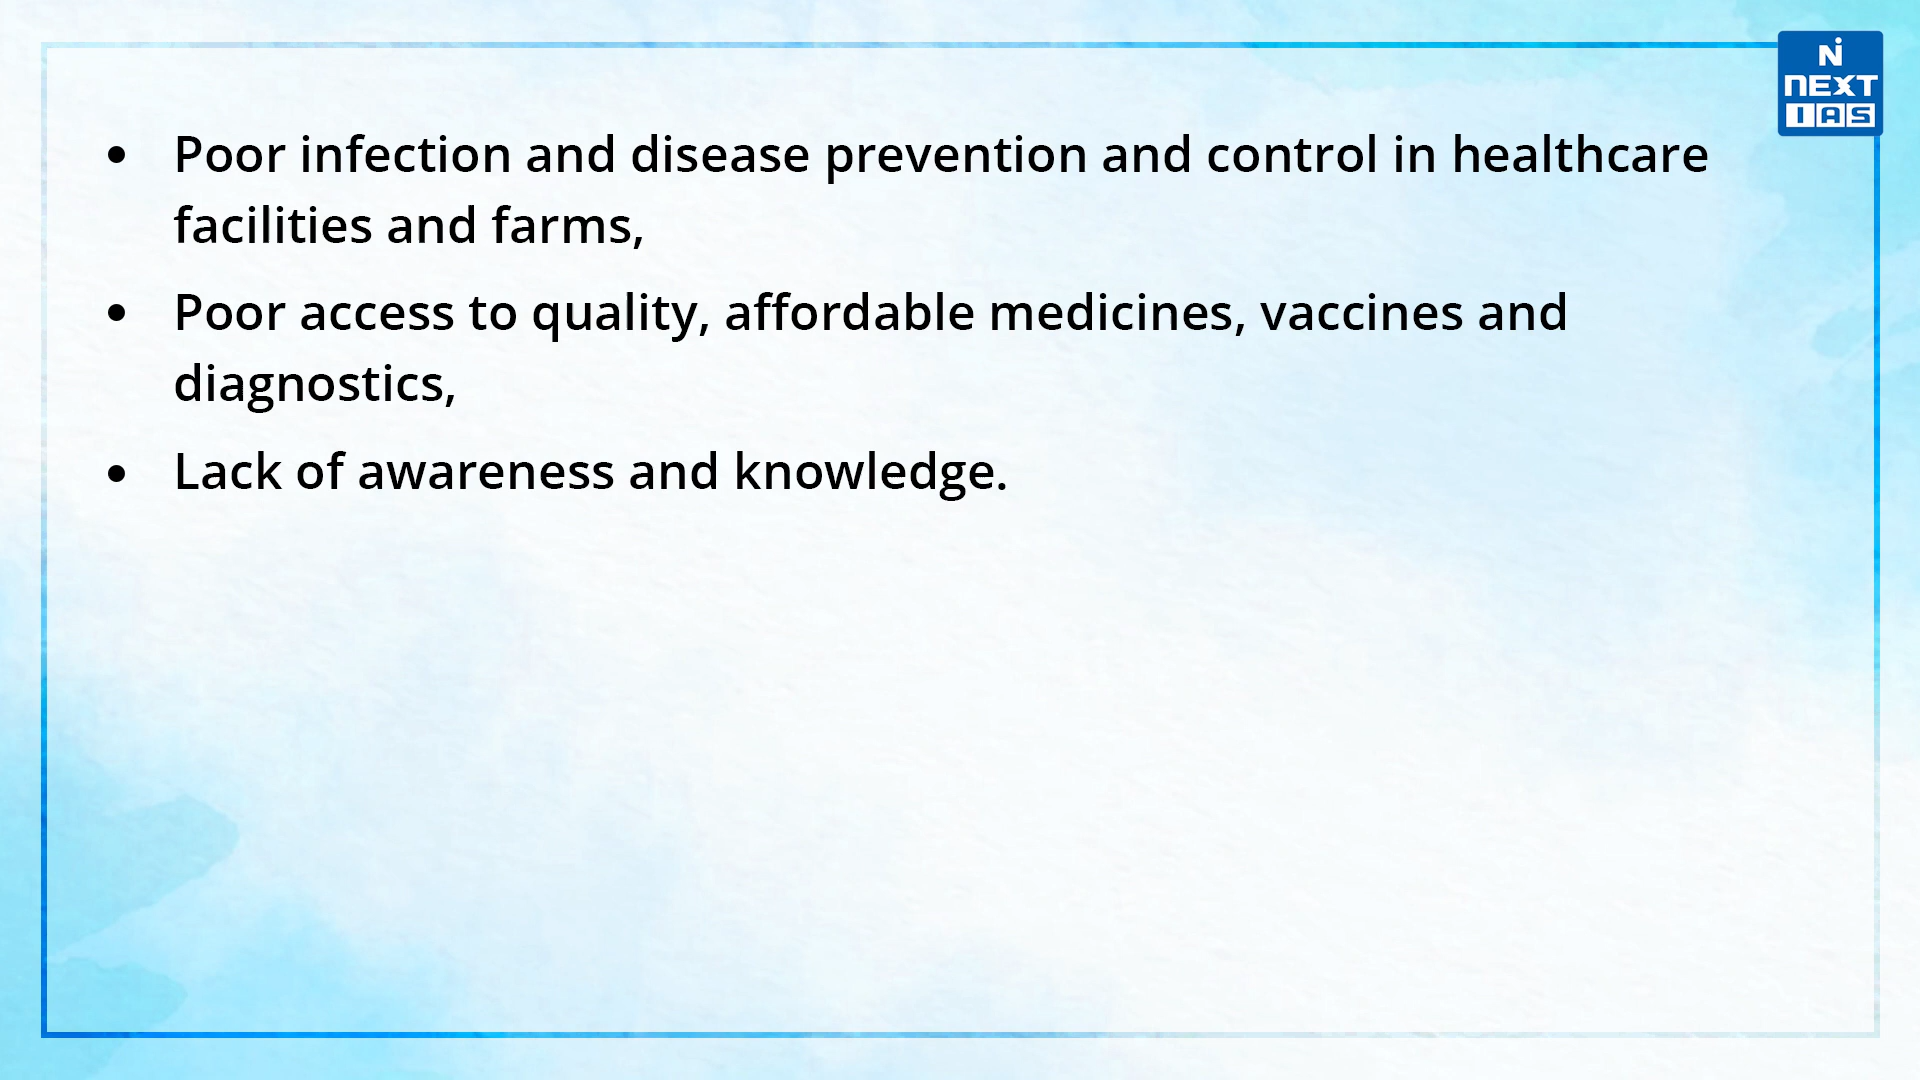 N
NEXT
IAS
• Poor infection and disease prevention and control in healthcare
facilities and farms,
• Poor access to quality, affordable medicines, vaccines and
diagnostics,
• Lack of awareness and knowledge.